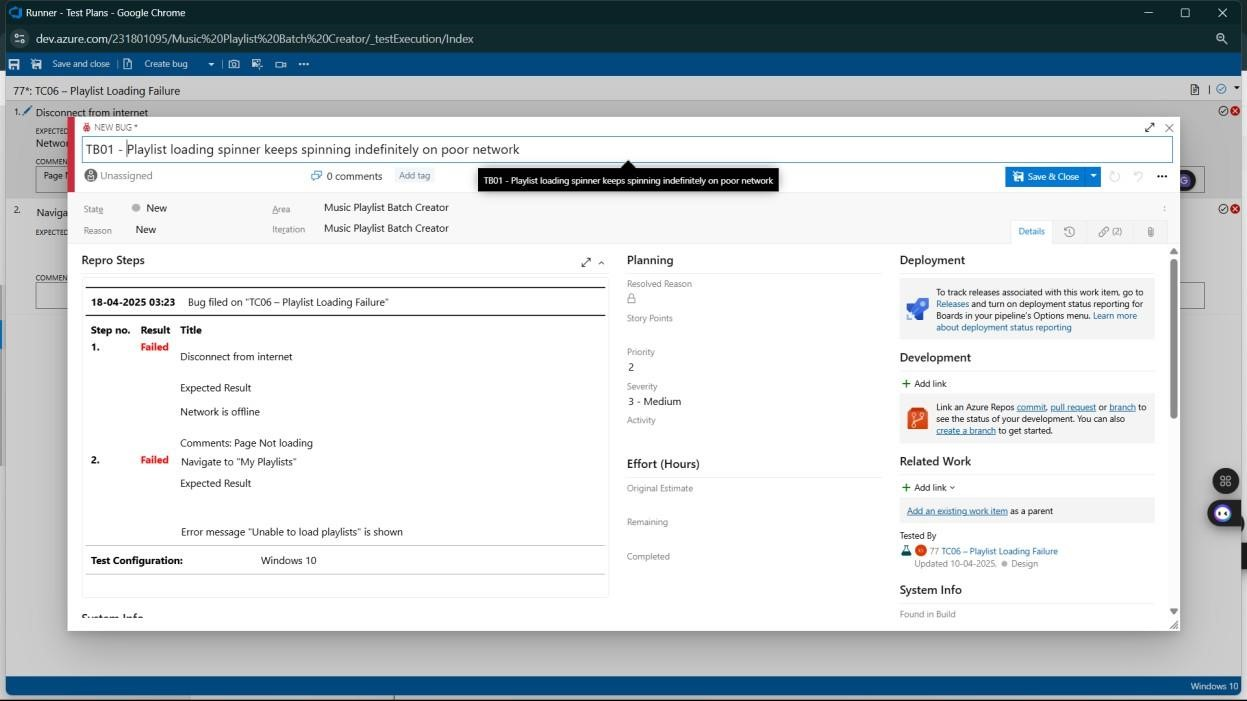 Runner - Test Plans - Google Chrome
dev.azure.com/231801095/Music%20Playlist%20Batch%20Creator/_testExecution/Index
Save and close
Create bug
77*: TC06 – Playlist Loading Failure
1.
Disconnect from internet
EXPECTED
Networ
COMMEN
Page N
2.
Naviga
EXPECTED
COMMEN
NEW BUG *
TB01 - Playlist loading spinner keeps spinning indefinitely on poor network
TB01 - Playlist loading spinner keeps spinning indefinitely on poor network
Unassigned
0 comments
Add tag
Save & Close
State
New
Area
Music Playlist Batch Creator
Reason
New
Iteration
Music Playlist Batch Creator
Details
(2)
Repro Steps
18-04-2025 03:23 Bug filed on "TC06 – Playlist Loading Failure"
Step no. Result Title
1. Failed
Disconnect from internet
Expected Result
Network is offline
Comments: Page Not loading
2. Failed Navigate to "My Playlists"
Expected Result
Error message "Unable to load playlists" is shown
Test Configuration: Windows 10
System Info
Planning
Resolved Reason
Story Points
Priority
2
Severity
3 - Medium
Activity
Effort (Hours)
Original Estimate
Remaining
Completed
Deployment
To track releases associated with this work item, go to
Releases and turn on deployment status reporting for
Boards in your pipeline's Options menu. Learn more
about deployment status reporting
Development
+ Add link
Link an Azure Repos commit, pull request or branch to
see the status of your development. You can also
create a branch to get started.
Related Work
+ Add link
Add an existing work item as a parent
Tested By
77 TC06 – Playlist Loading Failure
Updated 10-04-2025, Design
System Info
Found in Build
Windows 10